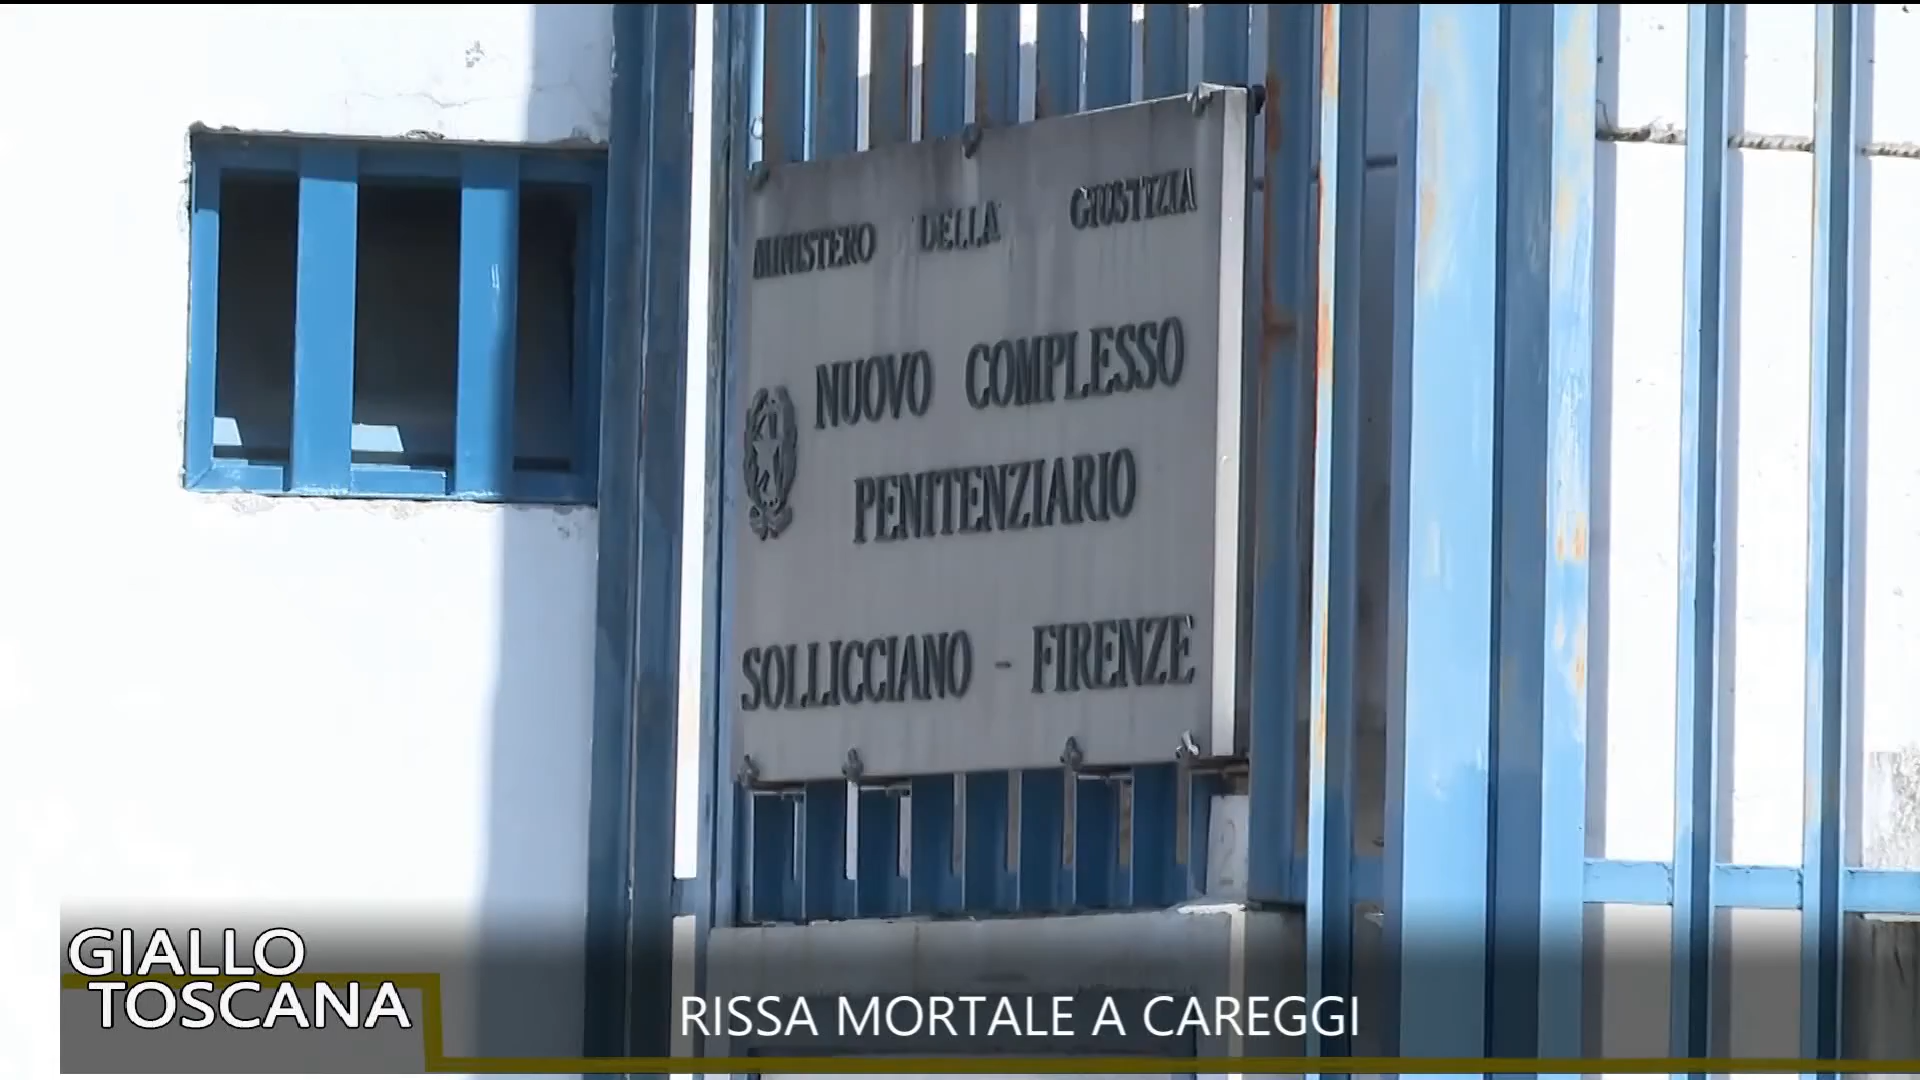 MINISTERO DELLA GIUSTIZIA
NUOVO COMPLESSO
PENITENZIARIO
SOLLICCIANO - FIRENZE
GIALLO
TOSCANA
RISSA MORTALE A CAREGGI